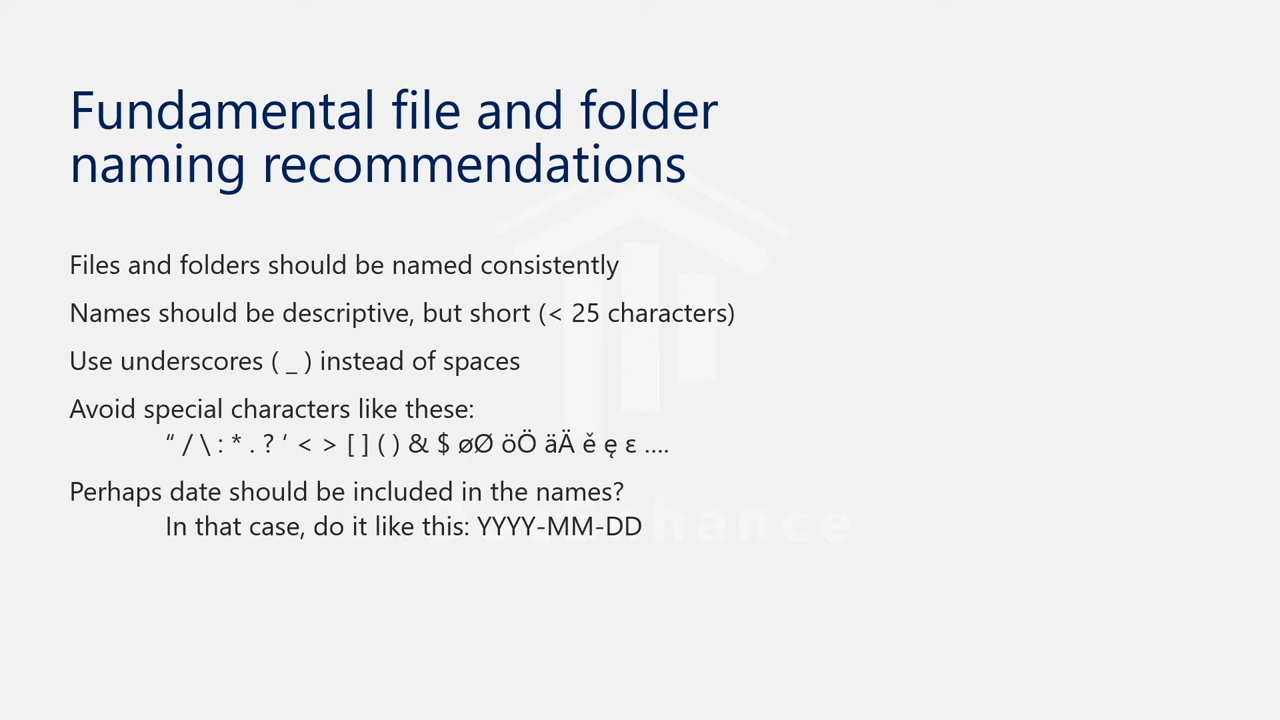 Fundamental file and folder
naming recommendations
Files and folders should be named consistently
Names should be descriptive, but short (< 25 characters)
Use underscores ( _ ) instead of spaces
Avoid special characters like these:
“ / \ : * . ? ‘ < > [ ] ( ) & $ øØ öÖ äÄ ě ę ε ....
Perhaps date should be included in the names?
In that case, do it like this: YYYY-MM-DD